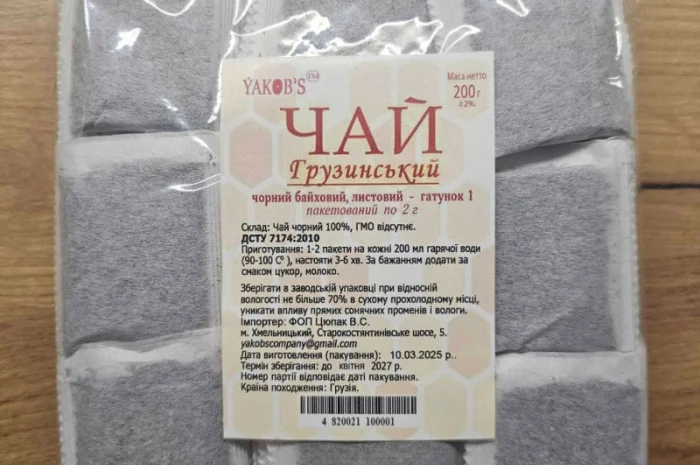 YAKOB'S ТМ
Маса нетто
200 г
±2%.
ЧАЙ
Грузинський
чорний байховий, листовий - гатунок 1
пакетований по 2 г
Склад: Чай чорний 100%, ГМО відсутнє.
ДСТУ 7174:2010
Приготування: 1-2 пакети на кожні 200 мл гарячої води
(90-100 С°), настояти 3-6 хв. За бажанням додати за
смаком цукор, молоко.
Зберігати в заводській упаковці при відносній
вологості не більше 70% в сухому прохолодному місці,
уникати впливу прямих сонячних променів і вологи.
Імпортер: ФОП Цюпак В.С.
м. Хмельницький, Старокостянтинівське шосе, 5.
yakobscompany@gmail.com
Дата виготовлення (пакування): 10.03.2025 р..
Термін зберігання: до квітня 2027 р.
Номер партії відповідає даті пакування.
Країна походження: Грузія.
4 820021 100001